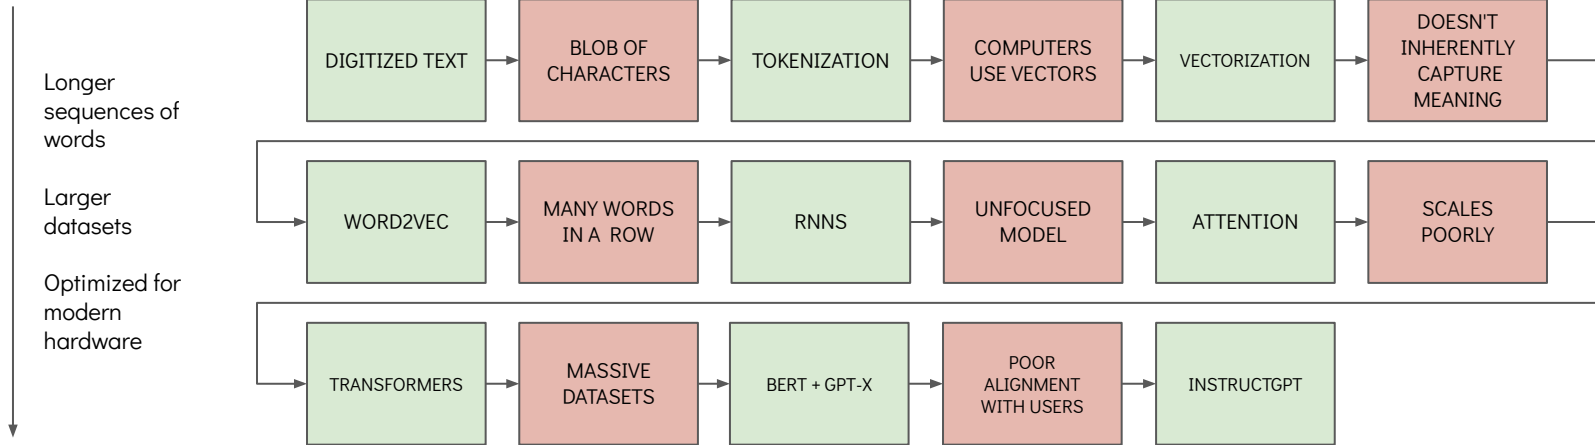 Longer
sequences of
words
Larger
datasets
Optimized for
modern
hardware
DIGITIZED TEXT
BLOB OF
CHARACTERS
TOKENIZATION
COMPUTERS
USE VECTORS
VECTORIZATION
DOESN'T
INHERENTLY
CAPTURE
MEANING
WORD2VEC
MANY WORDS
IN A ROW
RNNS
UNFOCUSED
MODEL
ATTENTION
SCALES
POORLY
TRANSFORMERS
MASSIVE
DATASETS
BERT + GPT-X
POOR
ALIGNMENT
WITH USERS
INSTRUCTGPT